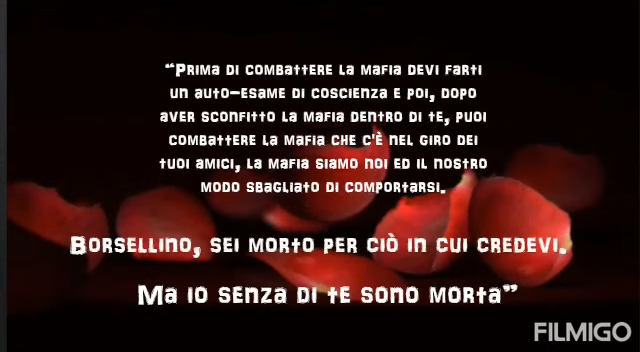 “Prima di combattere la mafia devi farti
un auto-esame di coscienza e poi, dopo
aver sconfitto la mafia dentro di te, puoi
combattere la mafia che c'è nel giro dei
tuoi amici, la mafia siamo noi ed il nostro
modo sbagliato di comportarsi.
Borsellino, sei morto per ciò in cui credevi.
Ma io senza di te sono morta”
FILMIGO